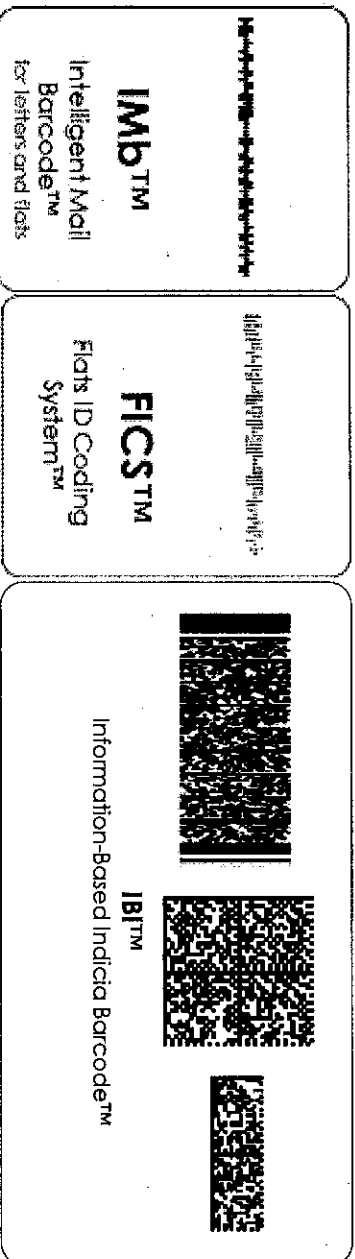 IMb™
Intelligent Mail
Barcode™
for letters and flats
FICS™
Flats ID Coding
System™
IBI™
Information-Based Indicia Barcode™